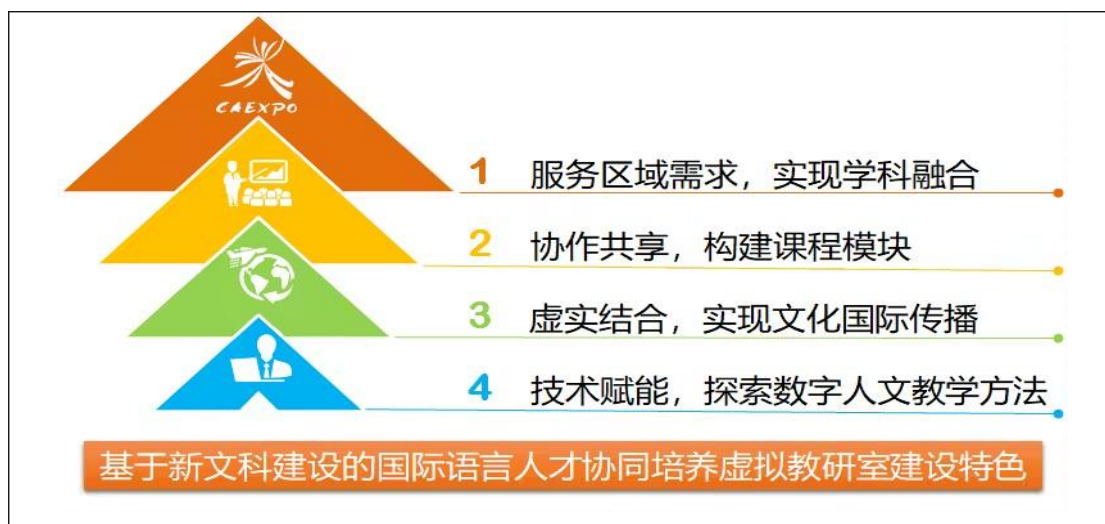 CAEXPO
1 服务区域需求，实现学科融合
2 协作共享，构建课程模块
3 虚实结合，实现文化国际传播
4 技术赋能，探索数字人文教学方法
基于新文科建设的国际语言人才协同培养虚拟教研室建设特色